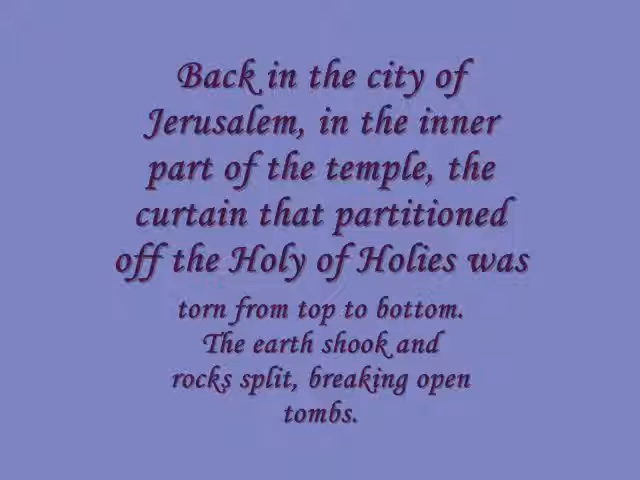 Back in the city of
Jerusalem, in the inner
part of the temple, the
curtain that partitioned
off the Holy of Holies was
torn from top to bottom.
The earth shook and
rocks split, breaking open
tombs.